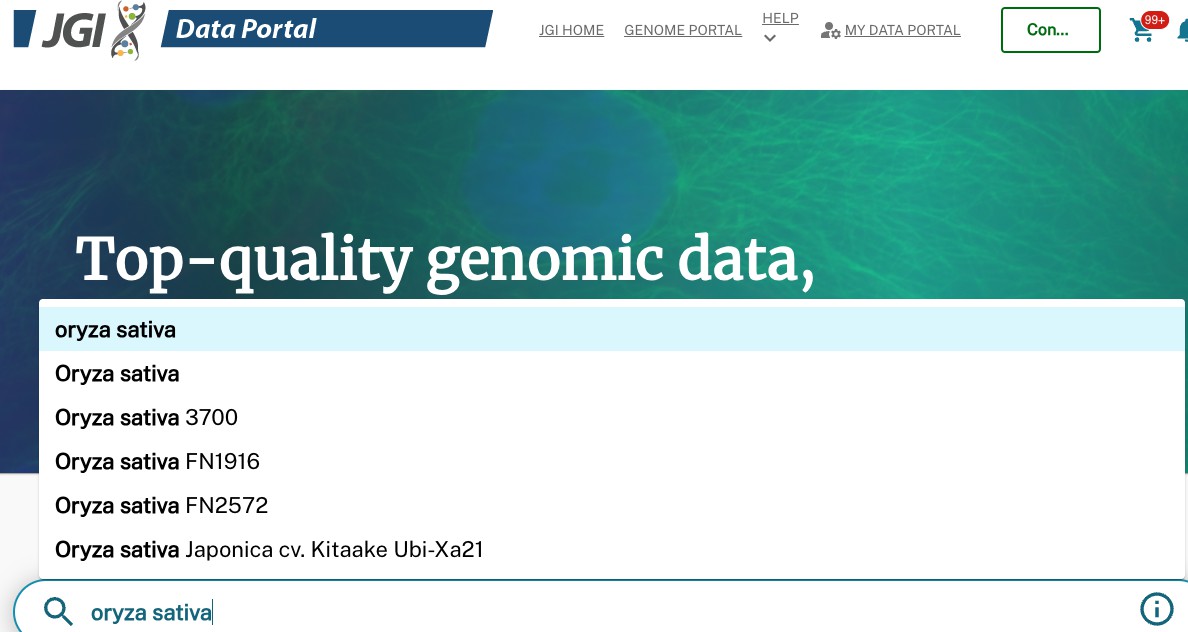 JGI Data Portal
JGI HOME GENOME PORTAL HELP MY DATA PORTAL Con... 99+
Top-quality genomic data,
oryza sativa
Oryza sativa
Oryza sativa 3700
Oryza sativa FN1916
Oryza sativa FN2572
Oryza sativa Japonica cv. Kitaake Ubi-Xa21
oryza sativa